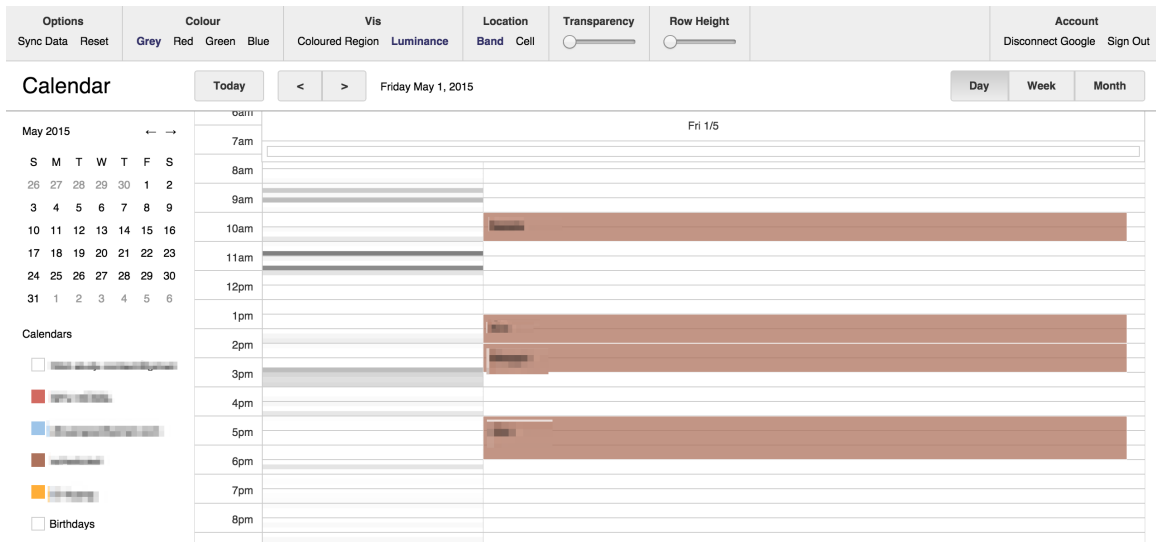 Options Colour Vis Location Transparency Row Height Account
Sync Data Reset Grey Red Green Blue Coloured Region Luminance Band Cell Disconnect Google Sign Out
Calendar Today < > Friday May 1, 2015 Day Week Month
May 2015 ← →
S M T W T F S
26 27 28 29 30 1 2
3 4 5 6 7 8 9
10 11 12 13 14 15 16
17 18 19 20 21 22 23
24 25 26 27 28 29 30
31 1 2 3 4 5 6
Calendars
Birthdays
6am
Fri 1/5
7am
8am
9am
10am
11am
12pm
1pm
2pm
3pm
4pm
5pm
6pm
7pm
8pm